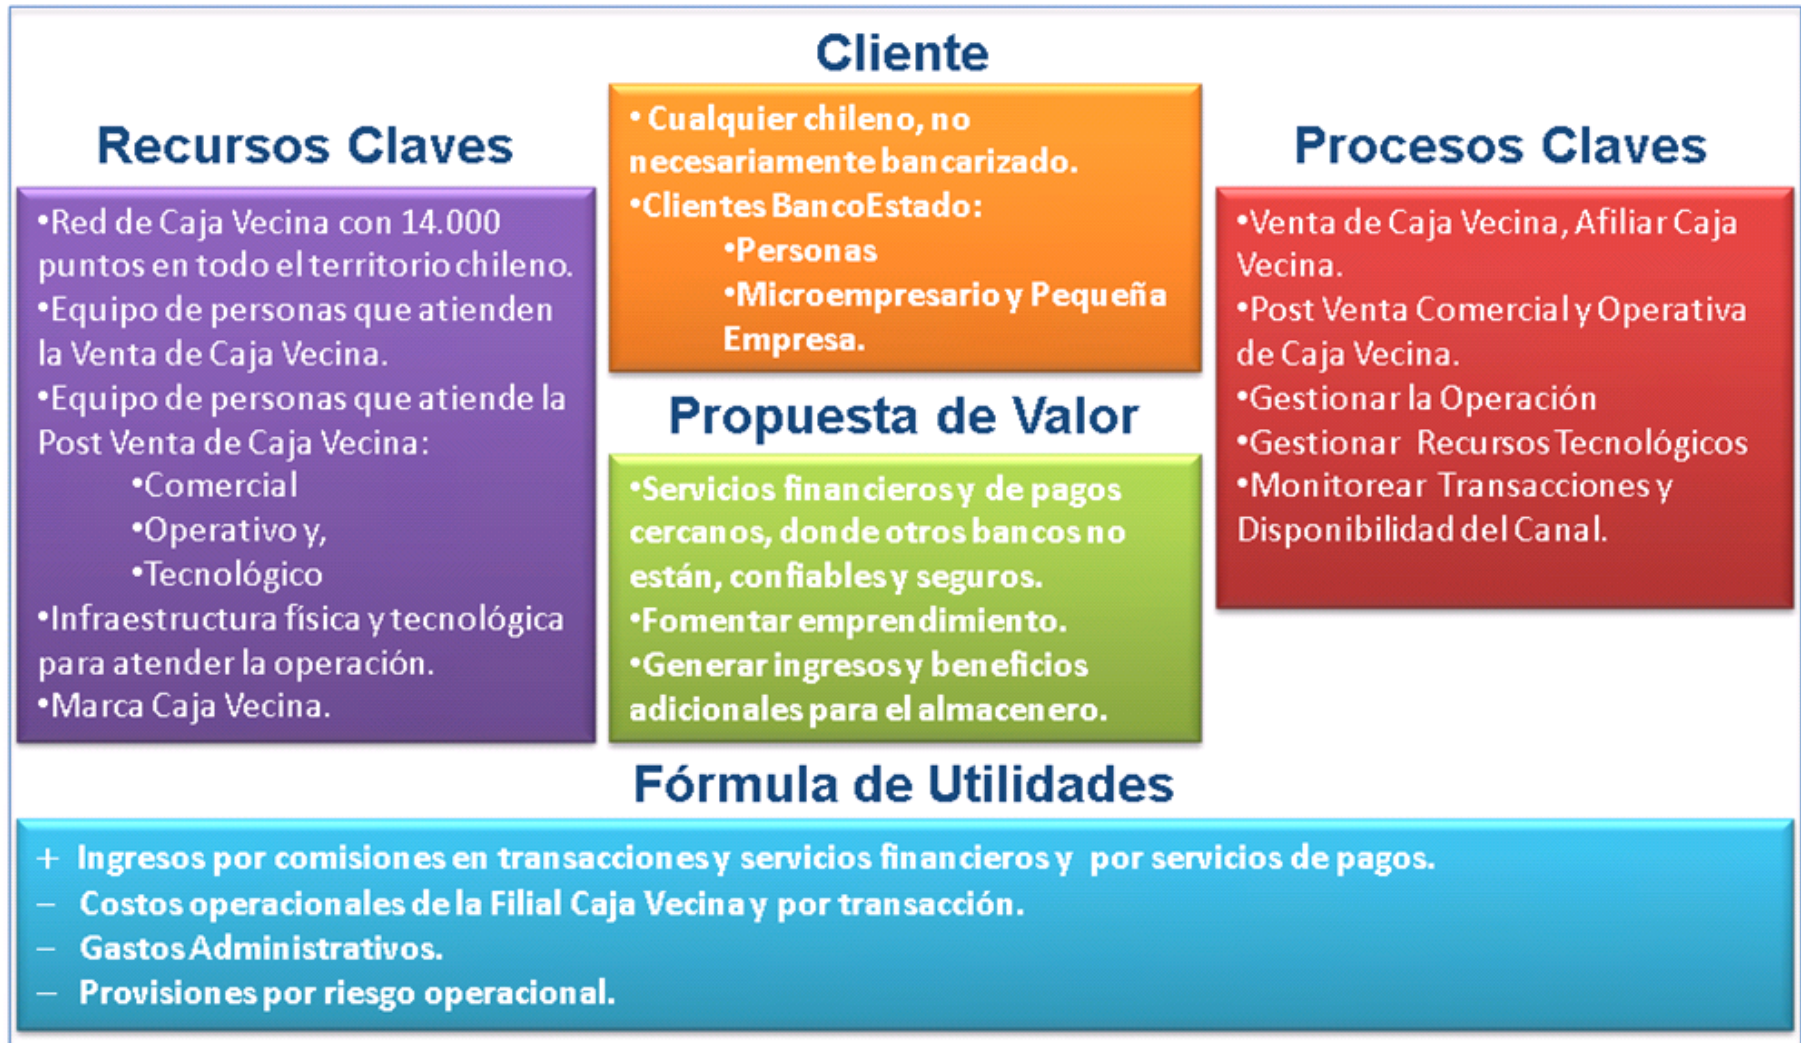 Cliente
• Cualquier chileno, no
necesariamente bancarizado.
•Clientes BancoEstado:
•Personas
•Microempresario y Pequeña
Empresa.
Recursos Claves
•Red de Caja Vecina con 14.000
puntos en todo el territorio chileno.
•Equipo de personas que atienden
la Venta de Caja Vecina.
•Equipo de personas que atiende la
Post Venta de Caja Vecina:
•Comercial
•Operativo y,
•Tecnológico
•Infraestructura física y tecnológica
para atender la operación.
•Marca Caja Vecina.
Propuesta de Valor
•Servicios financieros y de pagos
cercanos, donde otros bancos no
están, confiables y seguros.
•Fomentar emprendimiento.
•Generar ingresos y beneficios
adicionales para el almacenero.
Procesos Claves
•Venta de Caja Vecina, Afiliar Caja
Vecina.
•Post Venta Comercial y Operativa
de Caja Vecina.
•Gestionar la Operación
•Gestionar Recursos Tecnológicos
•Monitorear Transacciones y
Disponibilidad del Canal.
Fórmula de Utilidades
+ Ingresos por comisiones en transacciones y servicios financieros y por servicios de pagos.
– Costos operacionales de la Filial Caja Vecina y por transacción.
– Gastos Administrativos.
– Provisiones por riesgo operacional.